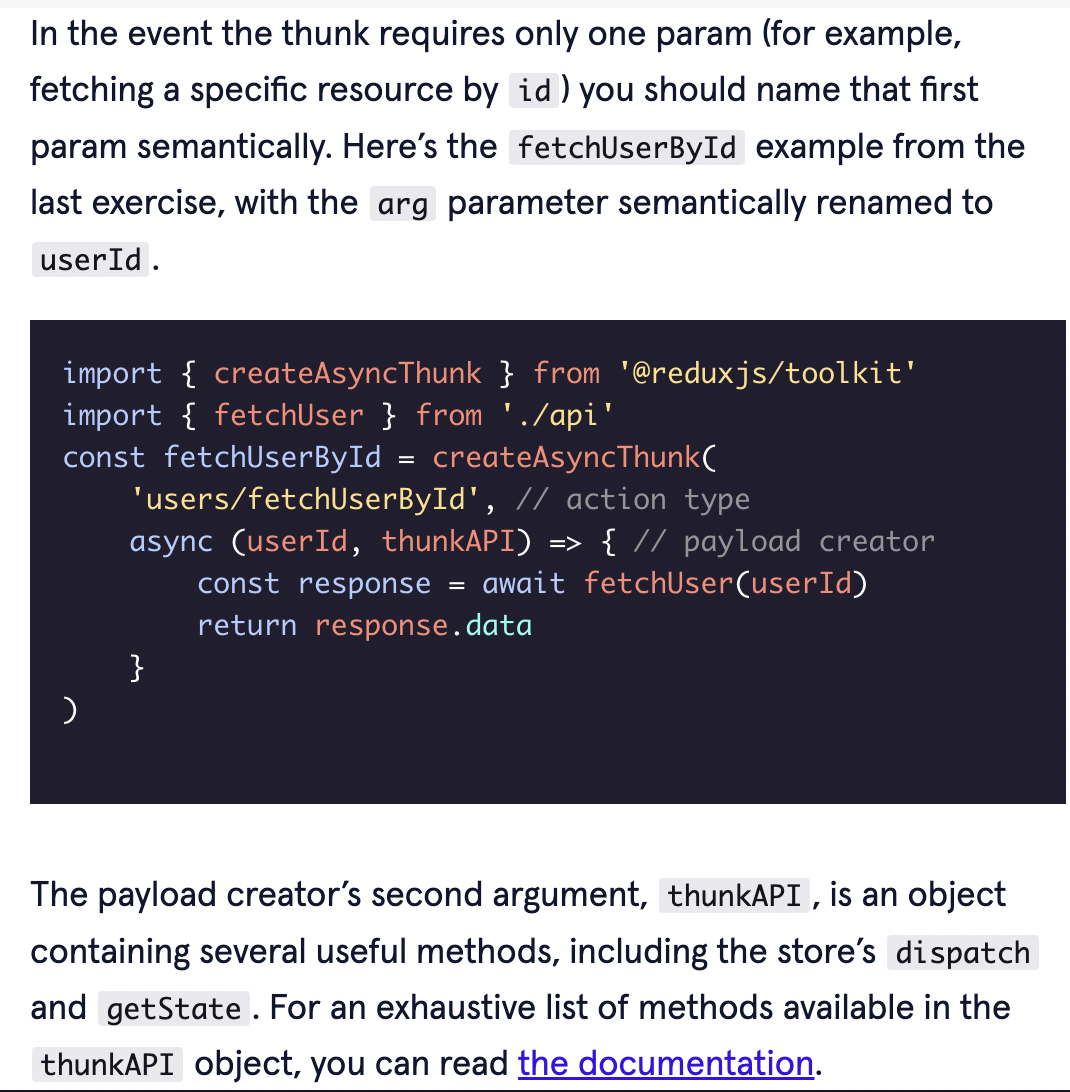 In the event the thunk requires only one param (for example,
fetching a specific resource by id) you should name that first
param semantically. Here’s the fetchUserById example from the
last exercise, with the arg parameter semantically renamed to
userId.
import { createAsyncThunk } from '@reduxjs/toolkit'
import { fetchUser } from './api'
const fetchUserById = createAsyncThunk(
    'users/fetchUserById', // action type
    async (userId, thunkAPI) => { // payload creator
        const response = await fetchUser(userId)
        return response.data
    }
)
The payload creator’s second argument, thunkAPI, is an object
containing several useful methods, including the store’s dispatch
and getState. For an exhaustive list of methods available in the
thunkAPI object, you can read the documentation.